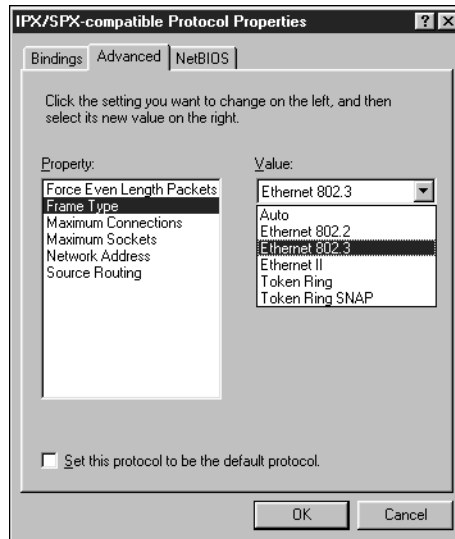 IPX/SPX-compatible Protocol Properties
Bindings Advanced NetBIOS
Click the setting you want to change on the left, and then
select its new value on the right.
Property:
Force Even Length Packets
Frame Type
Maximum Connections
Maximum Sockets
Network Address
Source Routing
Value:
Ethernet 802.3
Auto
Ethernet 802.2
Ethernet 802.3
Ethernet II
Token Ring
Token Ring SNAP
Set this protocol to be the default protocol.
OK Cancel